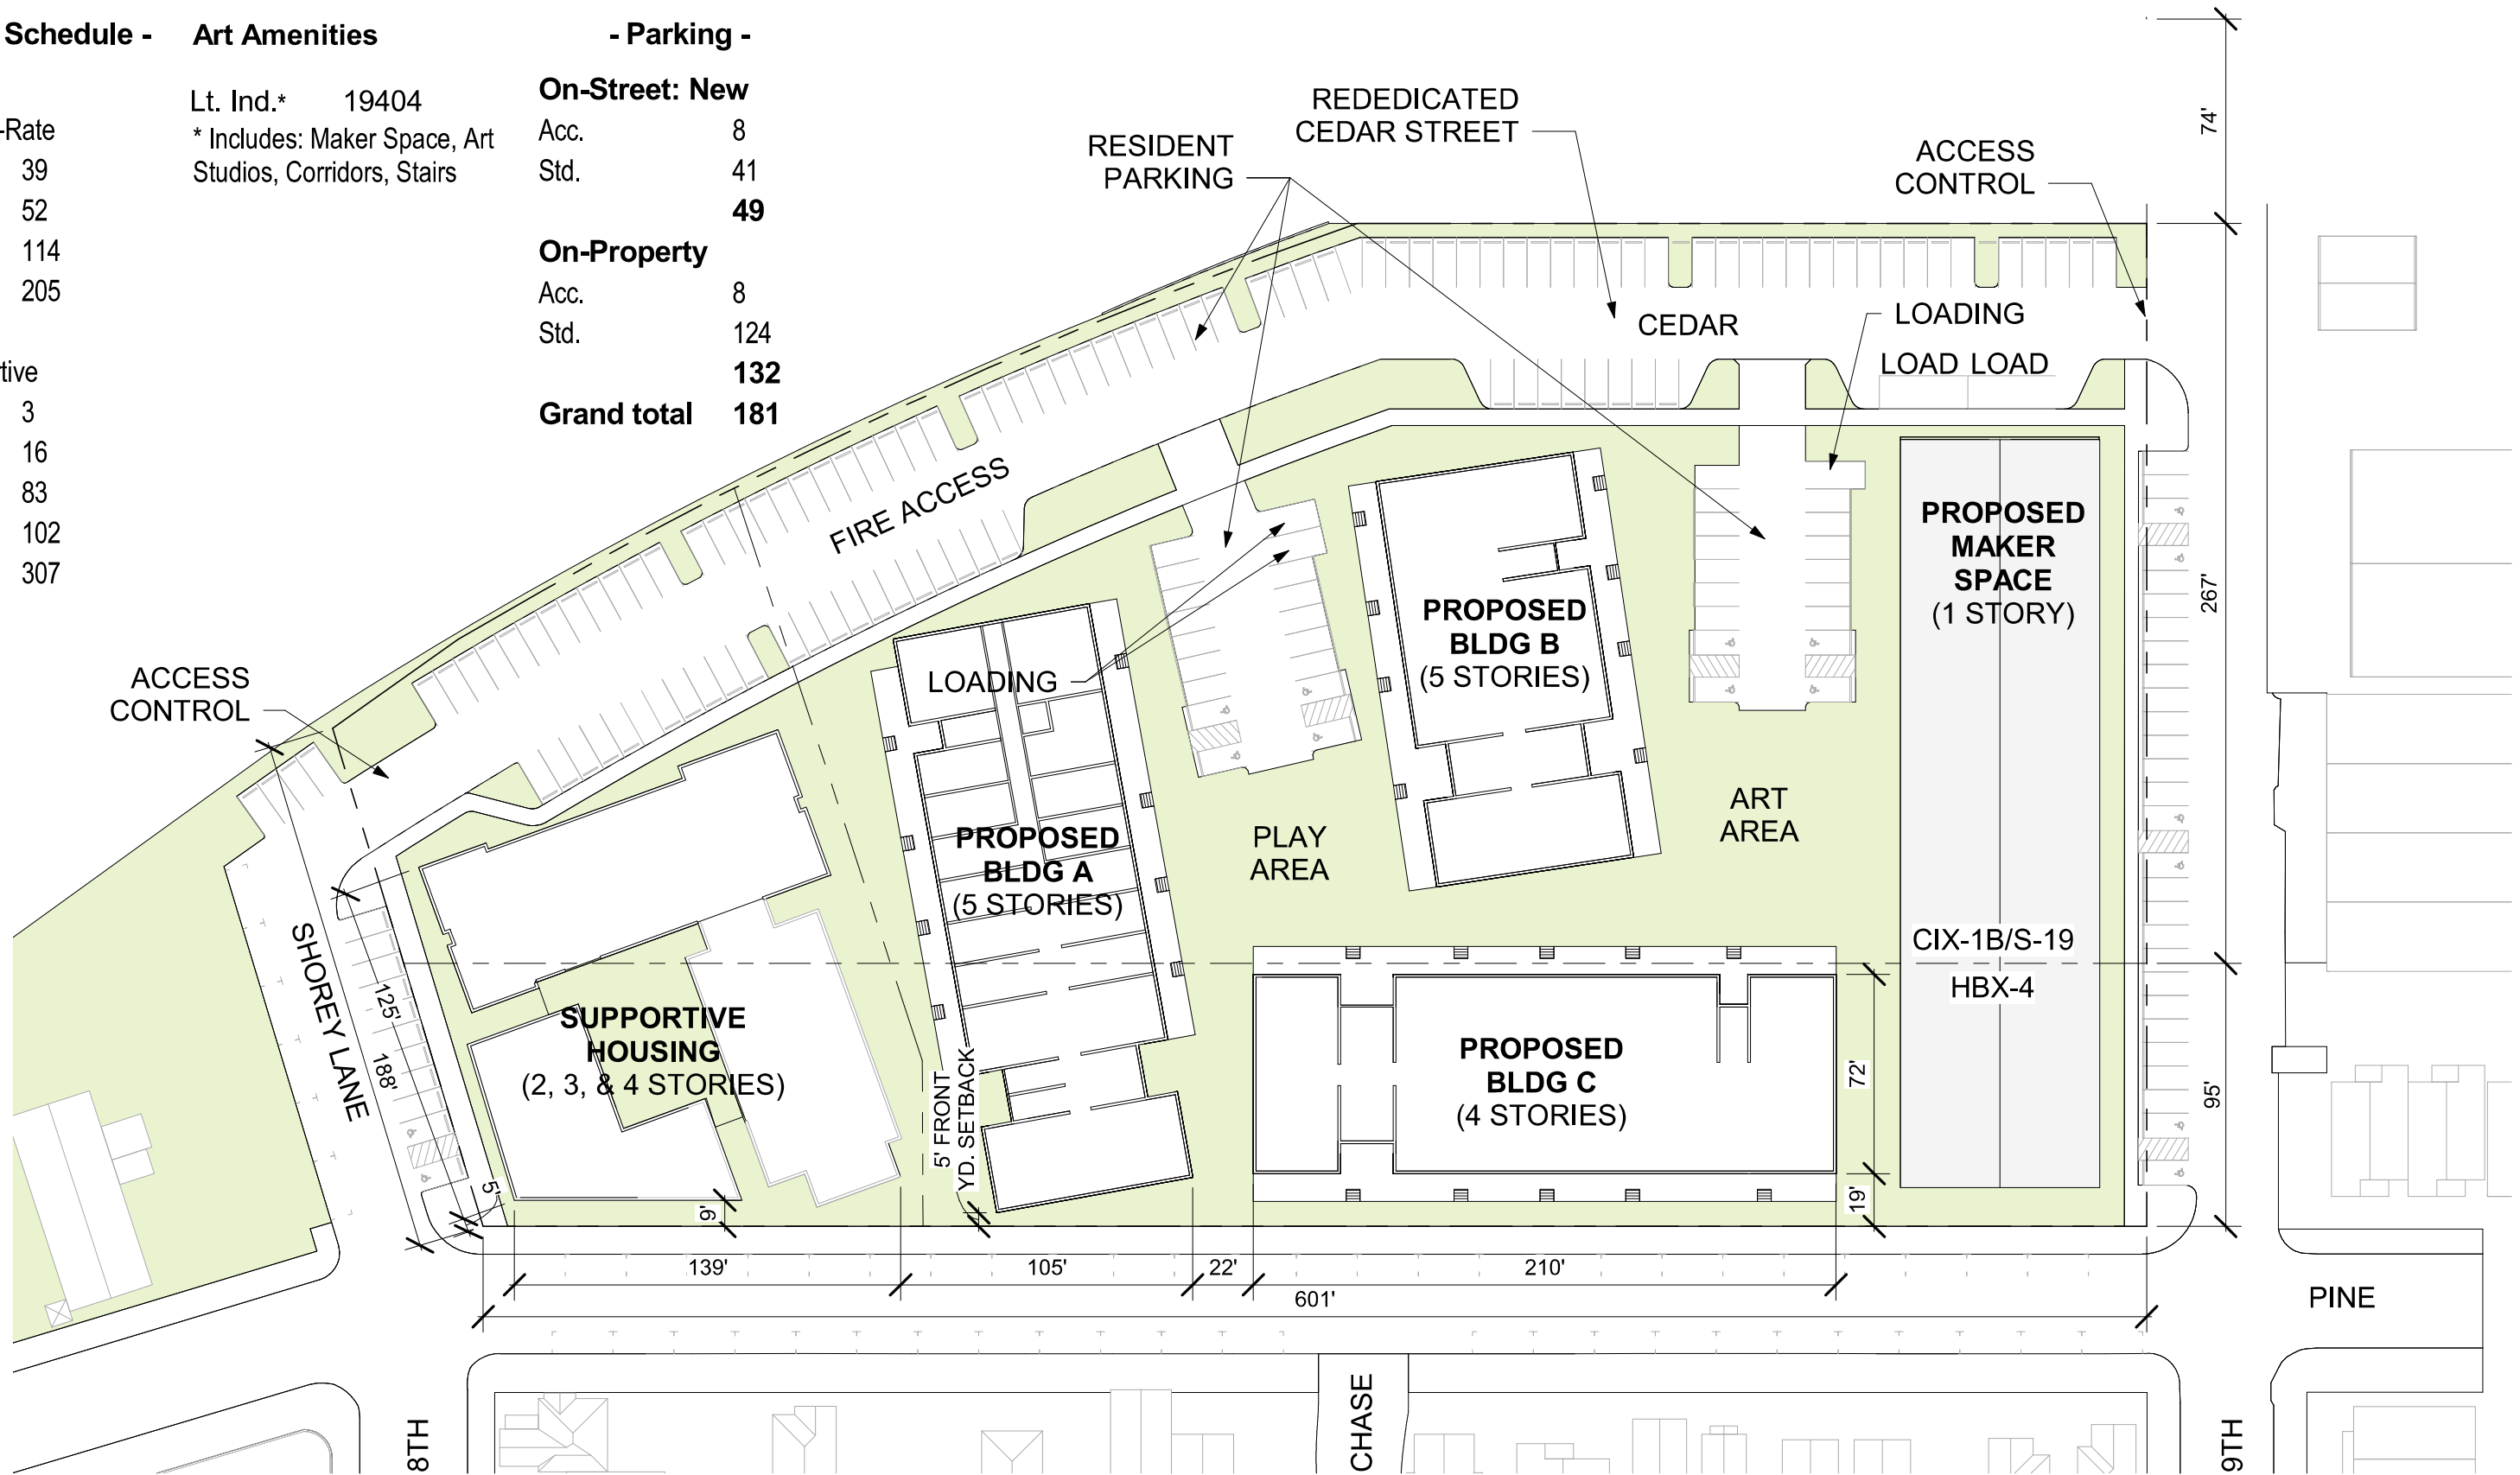 Schedule -
-Rate
39
52
114
205
3
16
83
102
307
Art Amenities
Lt. Ind.* 19404
* Includes: Maker Space, Art
Studios, Corridors, Stairs
- Parking -
On-Street: New
Acc. 8
Std. 41
49
On-Property
Acc. 8
Std. 124
132
Grand total 181
REDEDICATED
CEDAR STREET
RESIDENT
PARKING
ACCESS
CONTROL
74'
CEDAR
LOADING
LOAD LOAD
FIRE ACCESS
PROPOSED
MAKER
SPACE
(1 STORY)
267'
PROPOSED
BLDG B
(5 STORIES)
LOADING
ACCESS
CONTROL
PROPOSED
BLDG A
(5 STORIES)
PLAY
AREA
ART
AREA
CIX-1B/S-19
HBX-4
SHOREY LANE
125'
188'
SUPPORTIVE
HOUSING
(2, 3, & 4 STORIES)
5' FRONT
YD. SETBACK
PROPOSED
BLDG C
(4 STORIES)
72'
95'
5'
9'
19'
139'
105'
22'
210'
601'
PINE
8TH
CHASE
9TH